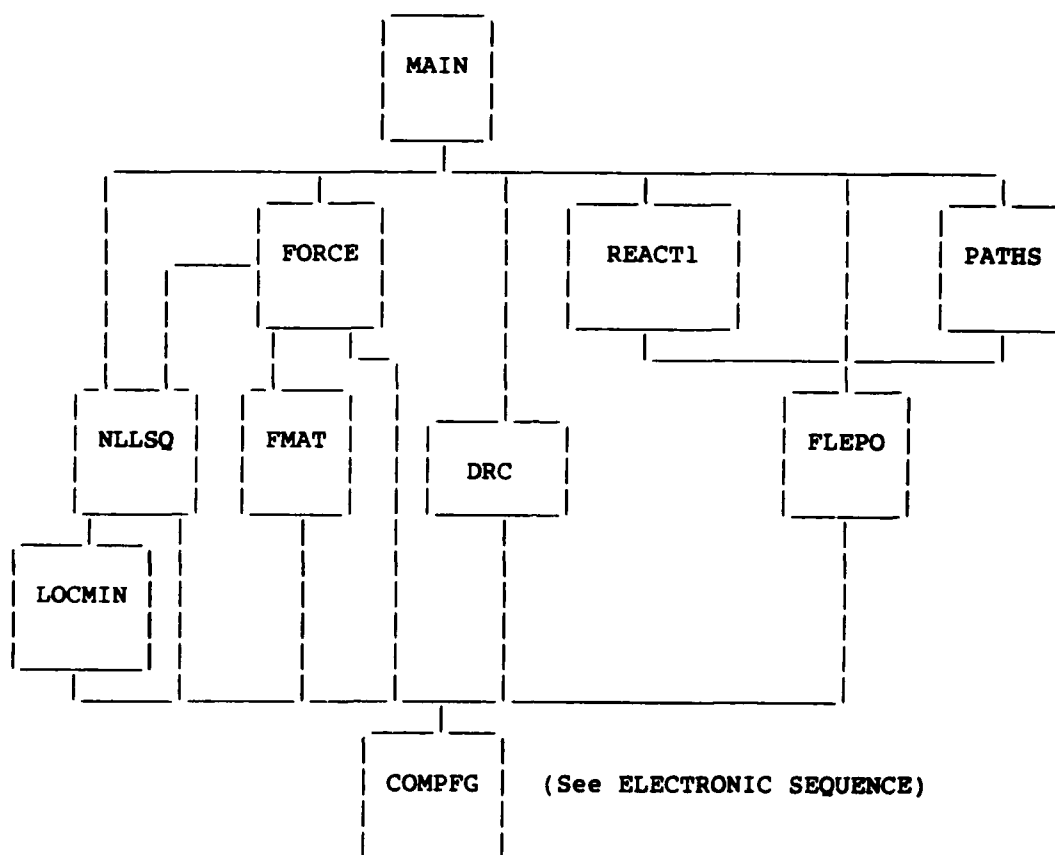 MAIN
FORCE
REACT1
PATHS
NLLSQ
FMAT
DRC
FLEPO
LOCMIN
COMPFG
(See ELECTRONIC SEQUENCE)